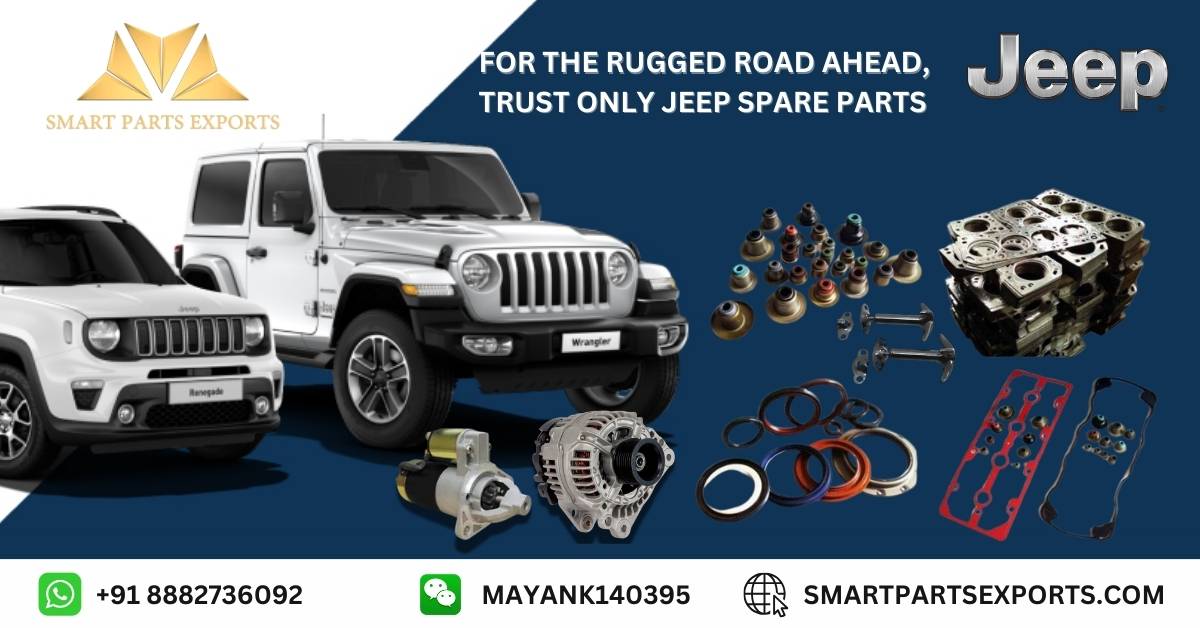 SMART PARTS EXPORTS
FOR THE RUGGED ROAD AHEAD,
TRUST ONLY JEEP SPARE PARTS
Jeep
Jeep
Renegade
Wrangler
+91 8882736092
MAYANK140395
SMARTPARTSEXPORTS.COM